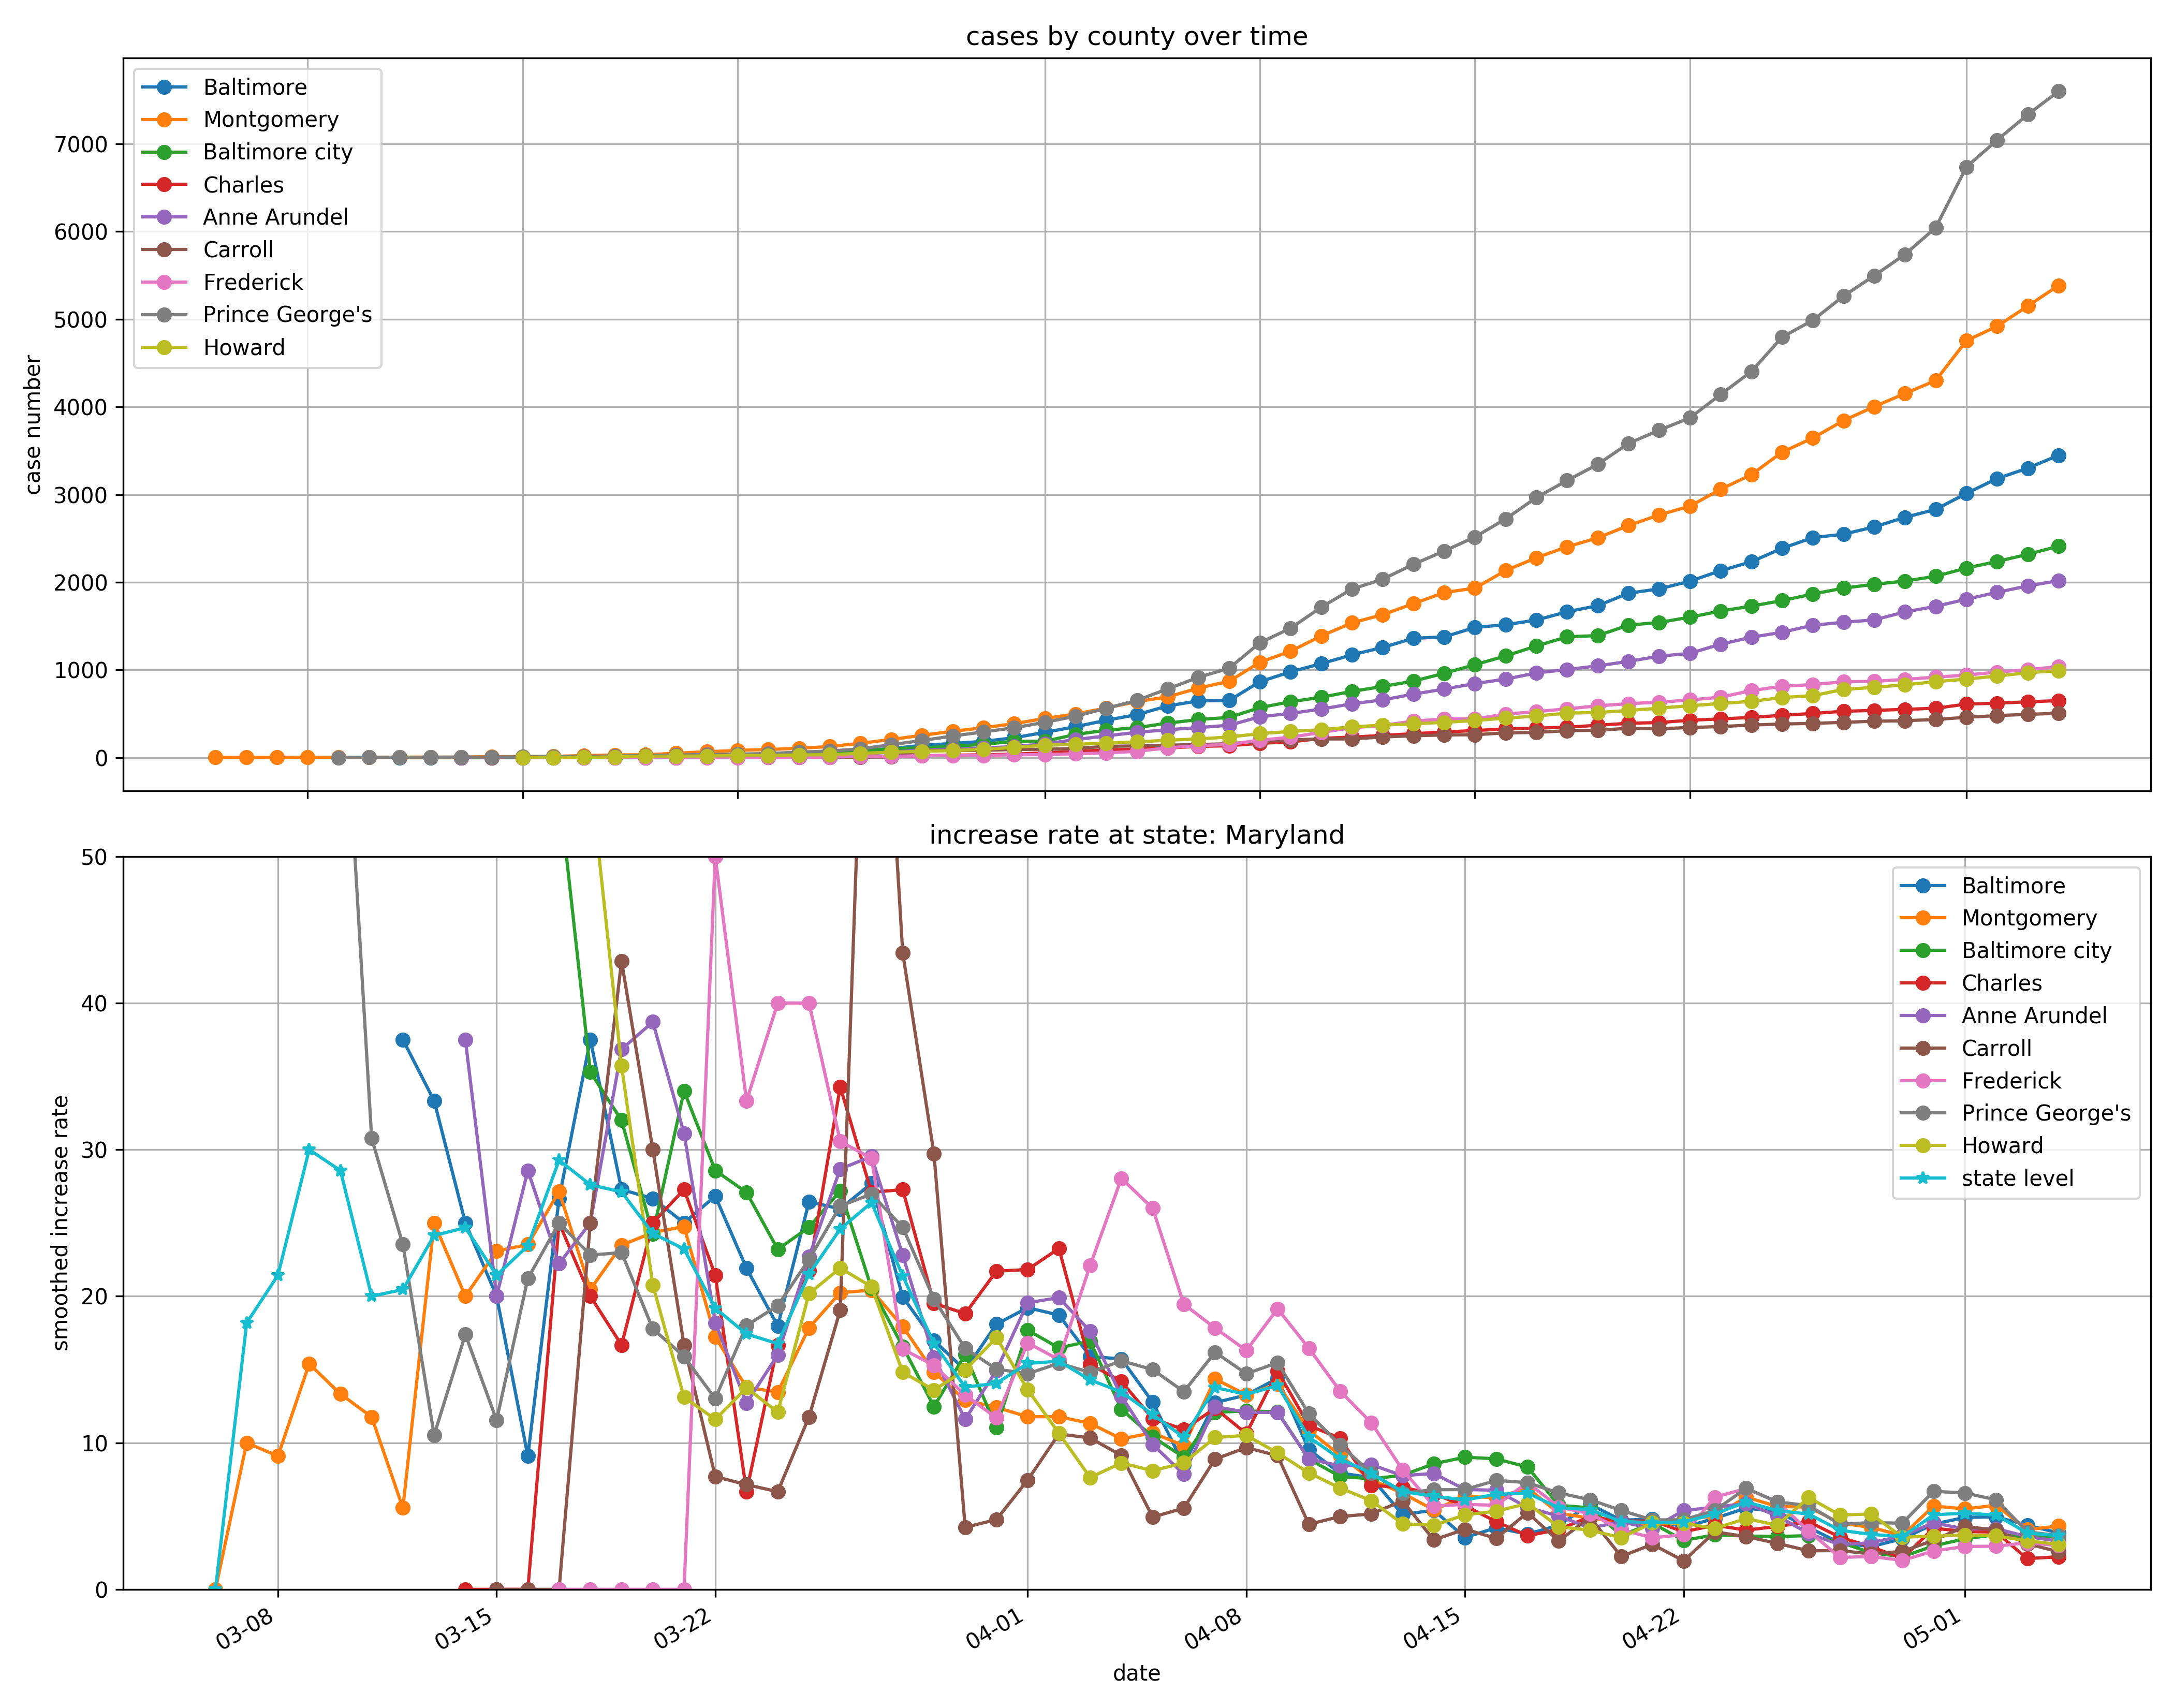 cases by county over time
Baltimore
Montgomery
Baltimore city
Charles
Anne Arundel
Carroll
Frederick
Prince George's
Howard
7000
6000
5000
4000
3000
2000
1000
0
case number
increase rate at state: Maryland
50
40
30
20
10
0
smoothed increase rate
Baltimore
Montgomery
Baltimore city
Charles
Anne Arundel
Carroll
Frederick
Prince George's
Howard
state level
03-08
03-15
03-22
04-01
04-08
04-15
04-22
05-01
date